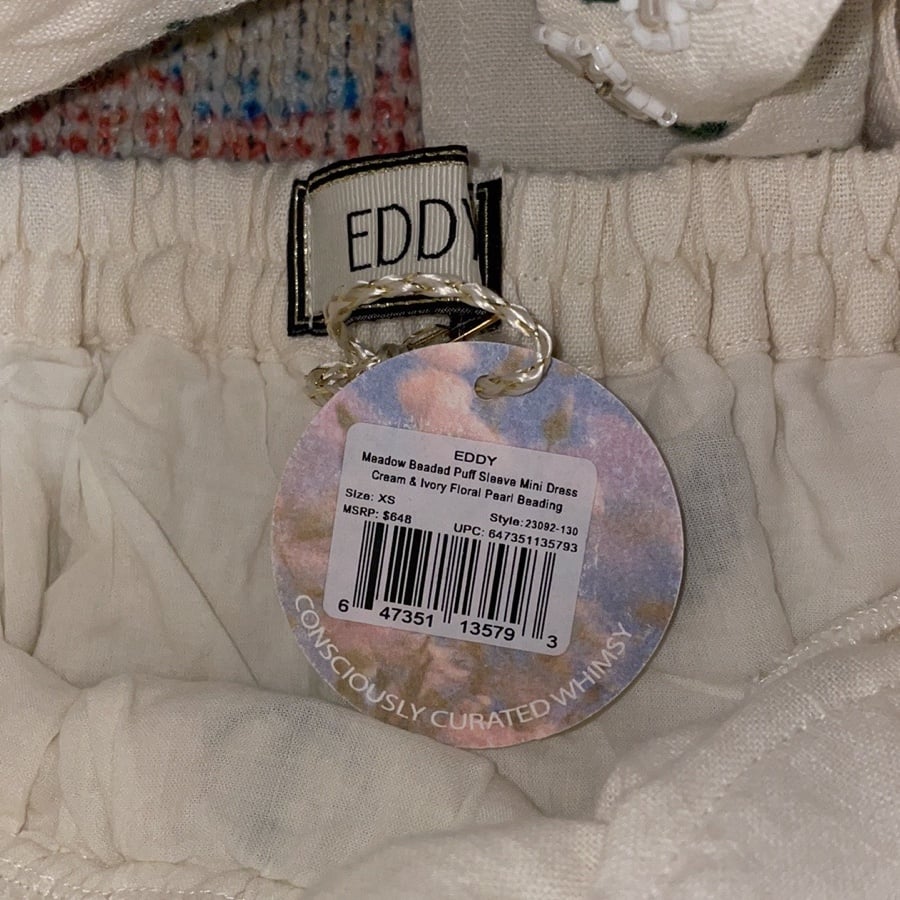 EDDY
EDDY
Meadow Beaded Puff Sleeve Mini Dress
Cream & Ivory Floral Pearl Beading
Size: XS
Style: 23092-130
MSRP: $648
UPC: 647351135793
6 47351 13579 3
CONSCIOUSLY CURATED WHIMSY